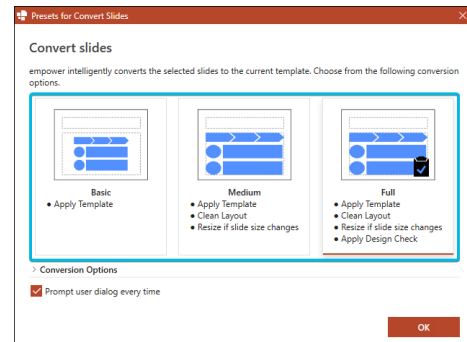 Presets for Convert Slides
Convert slides
empower intelligently converts the selected slides to the current template. Choose from the following conversion
options.
Basic
• Apply Template
Medium
• Apply Template
• Clean Layout
• Resize if slide size changes
Full
• Apply Template
• Clean Layout
• Resize if slide size changes
• Apply Design Check
Conversion Options
Prompt user dialog every time
OK